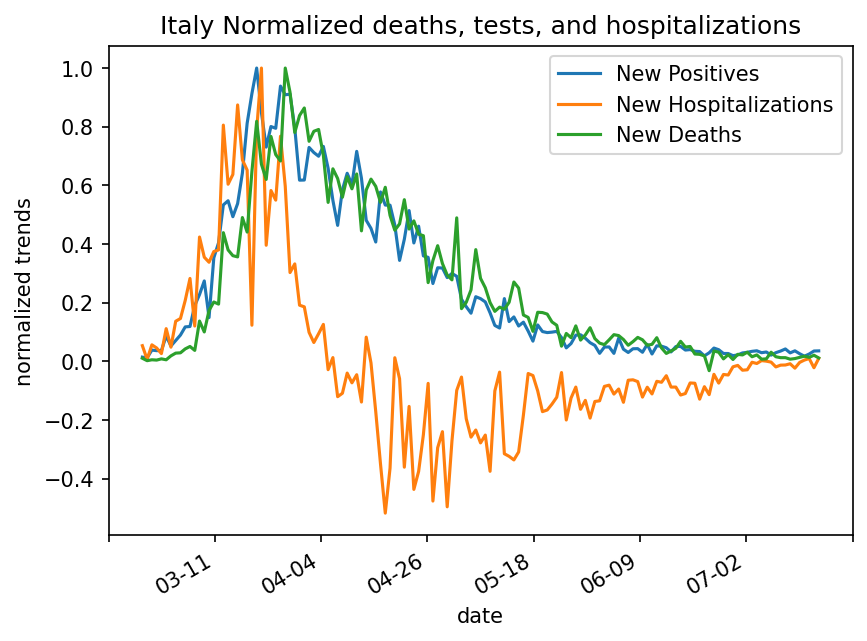 Italy Normalized deaths, tests, and hospitalizations
New Positives
New Hospitalizations
New Deaths
normalized trends
1.0
0.8
0.6
0.4
0.2
0.0
−0.2
−0.4
03-11
04-04
04-26
05-18
06-09
07-02
date